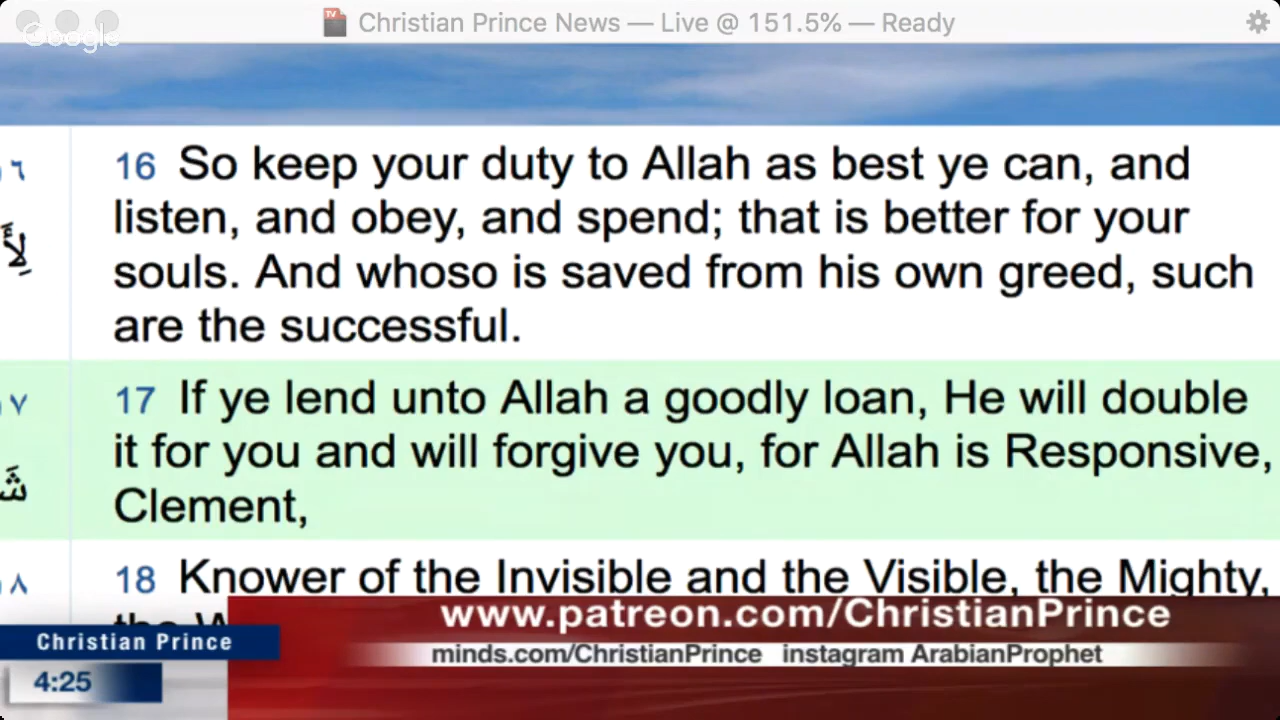 Christian Prince News — Live @ 151.5% — Ready
Google
16 So keep your duty to Allah as best ye can, and
listen, and obey, and spend; that is better for your
souls. And whoso is saved from his own greed, such
are the successful.
17 If ye lend unto Allah a goodly loan, He will double
it for you and will forgive you, for Allah is Responsive,
Clement,
18 Knower of the Invisible and the Visible, the Mighty,
the
www.patreon.com/ChristianPrince
Christian Prince
minds.com/ChristianPrince instagram ArabianProphet
4:25